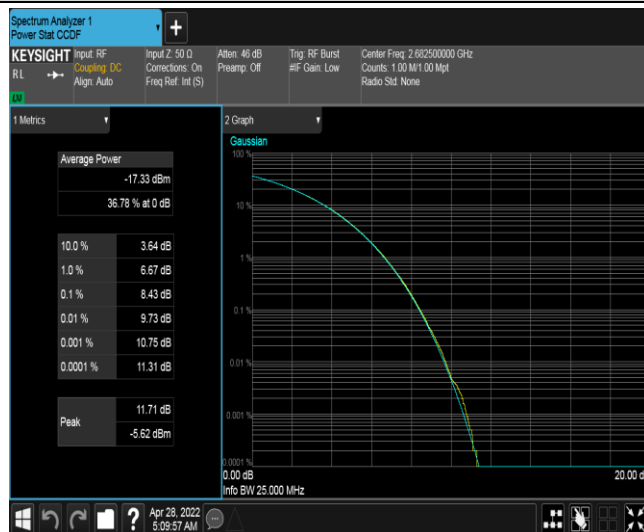 Spectrum Analyzer 1
Power Stat CCDF
+
KEYSIGHT Input: RF Input Z: 50 Ω Atten: 46 dB Trig: RF Burst Center Freq: 2.682500000 GHz
RL Coupling: DC Corrections: On Preamp: Off #IF Gain: Low Counts: 1.00 M/1.00 Mpt
Align: Auto Freq Ref: Int (S) Radio Std: None
1 Metrics
Average Power
-17.33 dBm
36.78 % at 0 dB
10.0 % 3.64 dB
1.0 % 6.67 dB
0.1 % 8.43 dB
0.01 % 9.73 dB
0.001 % 10.75 dB
0.0001 % 11.31 dB
Peak 11.71 dB
-5.62 dBm
2 Graph
Gaussian
100 %
10 %
1 %
0.1 %
0.01 %
0.001 %
0.0001 %
0.00 dB 20.00 d
Info BW 25.000 MHz
? Apr 28, 2022
5:09:57 AM